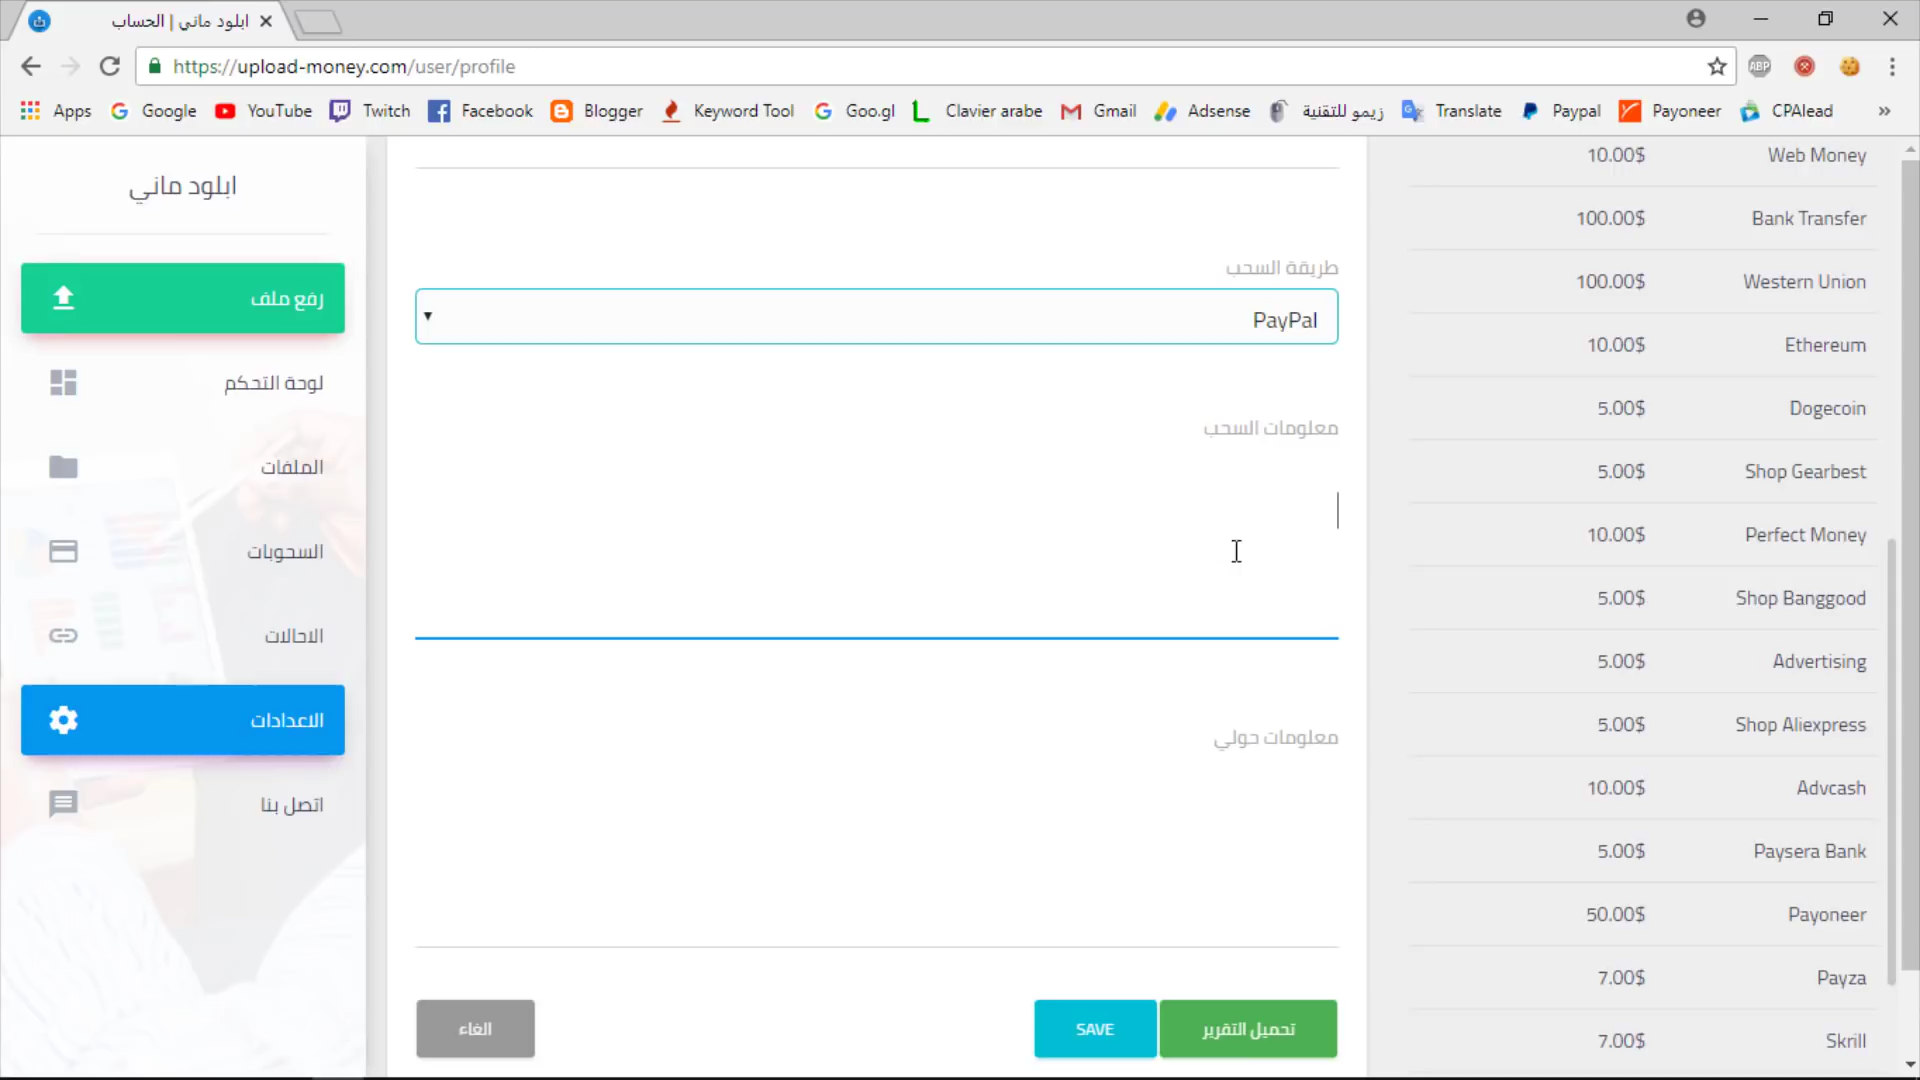 ابلود ماني | الحساب
https://upload-money.com/user/profile
ABP
Apps
Google
YouTube
Twitch
Facebook
Blogger
Keyword Tool
Goo.gl
Clavier arabe
Gmail
Adsense
زيمو للتقنية
Translate
Paypal
Payoneer
CPAlead
»
ابلود ماني
رفع ملف
لوحة التحكم
الملفات
السحوبات
الاحالات
الاعدادات
اتصل بنا
طريقة السحب
PayPal
معلومات السحب
معلومات حولي
تحميل التقرير
SAVE
الغاء
Web Money 10.00$
Bank Transfer 100.00$
Western Union 100.00$
Ethereum 10.00$
Dogecoin 5.00$
Shop Gearbest 5.00$
Perfect Money 10.00$
Shop Banggood 5.00$
Advertising 5.00$
Shop Aliexpress 5.00$
Advcash 10.00$
Paysera Bank 5.00$
Payoneer 50.00$
Payza 7.00$
Skrill 7.00$